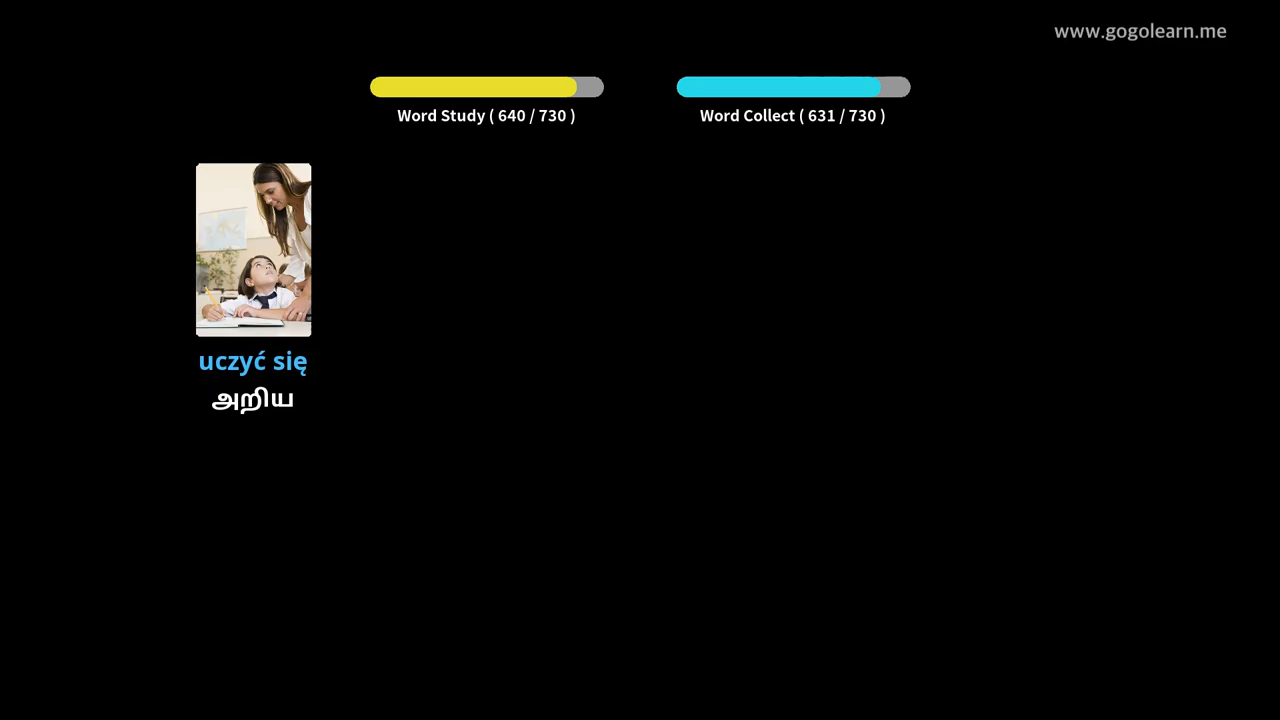 www.gogolearn.me
Word Study ( 640 / 730 )
Word Collect ( 631 / 730 )
uczyć się
அறிய